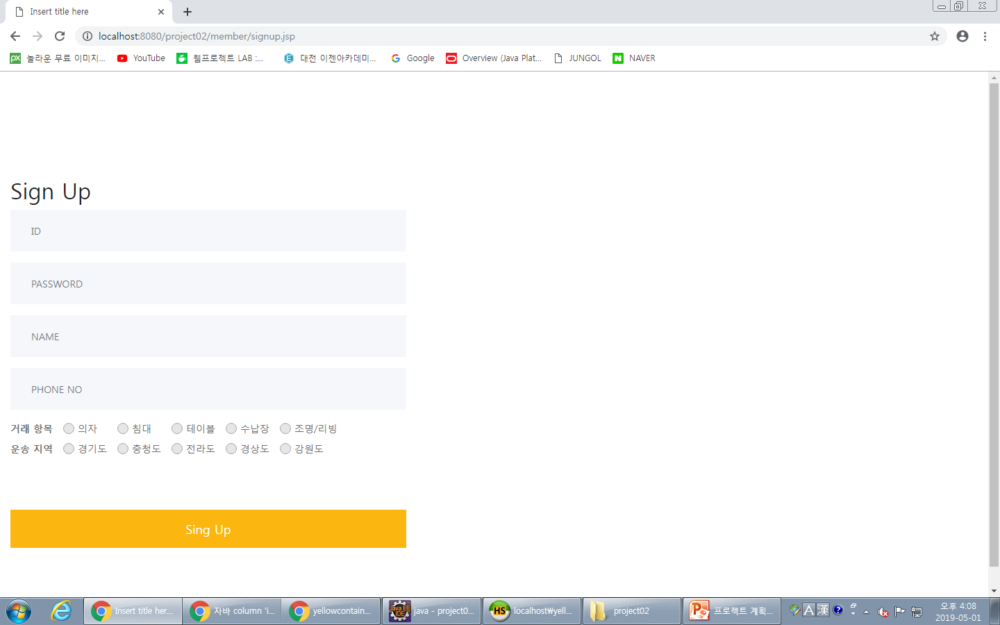 Insert title here
localhost:8080/project02/member/signup.jsp
놀라운 무료 이미지... YouTube 웹프로젝트 LAB :... 대전 이젠아카데미... Google Overview (Java Plat... JUNGOL NAVER
Sign Up
ID
PASSWORD
NAME
PHONE NO
거래 항목 의자 침대 테이블 수납장 조명/리빙
운송 지역 경기도 충청도 전라도 경상도 강원도
Sing Up
Insert title her... 자바 column 'i... yellowcontain... java - project0... localhost₩yell... project02 프로젝트 계획... A 漢 오후 4:08
2019-05-01